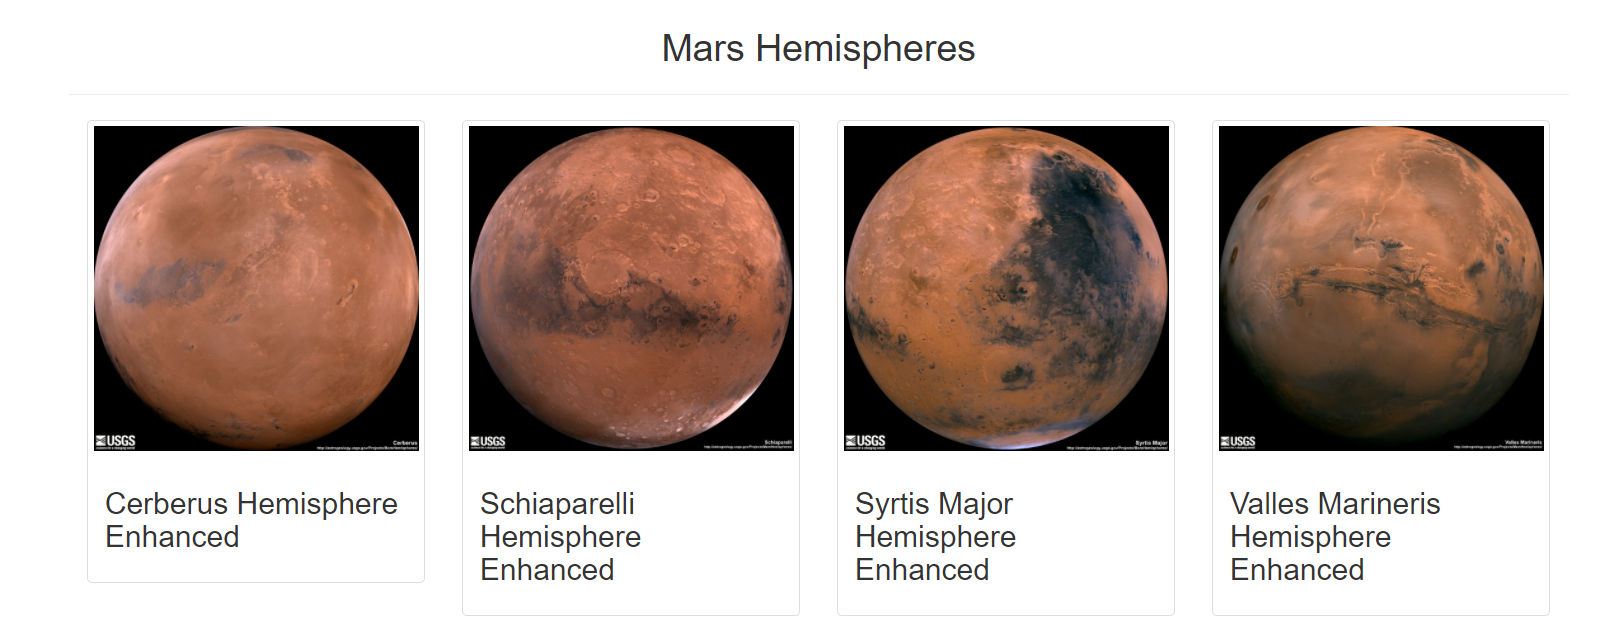 Mars Hemispheres
USGS
Cerberus
USGS
Schiaparelli
USGS
Syrtis Major
USGS
Valles Marineris
Cerberus Hemisphere
Enhanced
Schiaparelli
Hemisphere
Enhanced
Syrtis Major
Hemisphere
Enhanced
Valles Marineris
Hemisphere
Enhanced